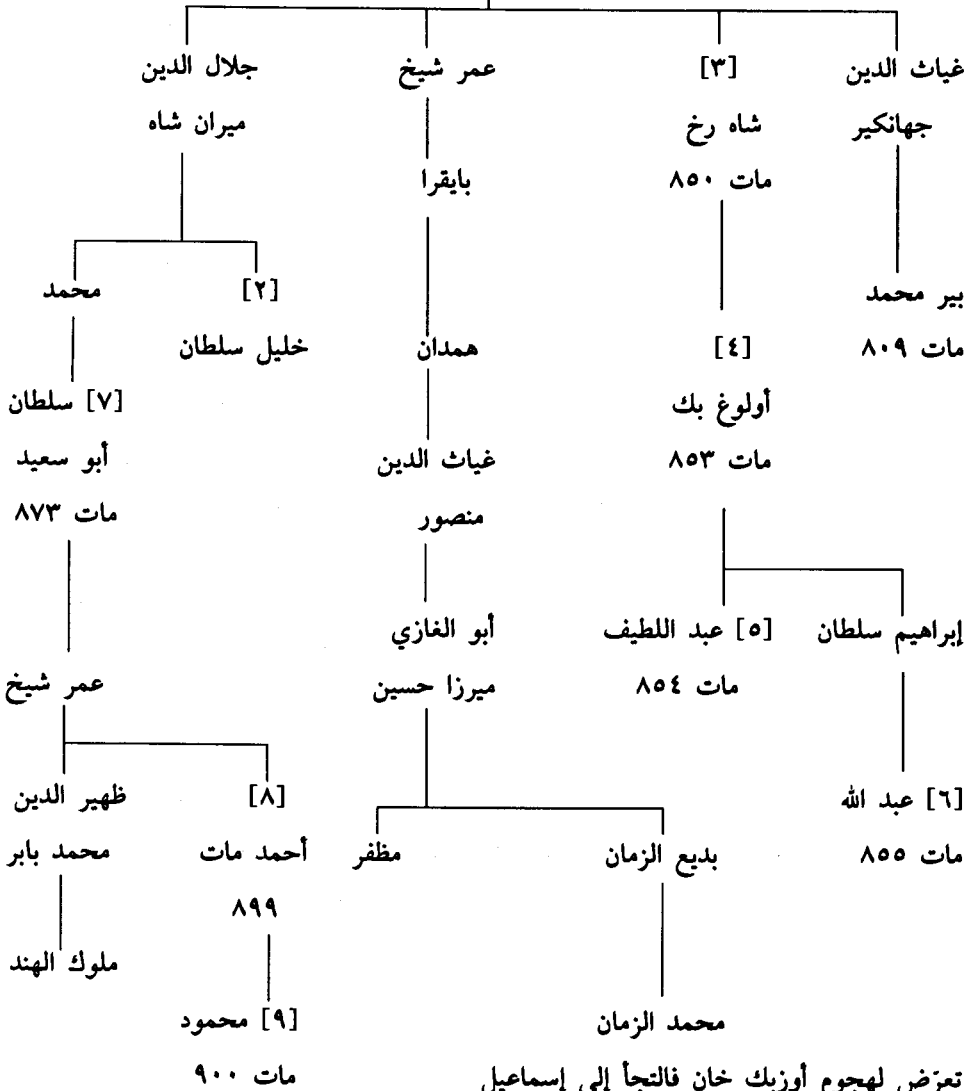 غياث الدين
جهانكير
[٣]
شاه رخ
مات ٨٥٠
عمر شيخ
بايقرا
جلال الدين
ميران شاه
بير محمد
مات ٨٠٩
[٤]
أولوغ بك
مات ٨٥٣
همدان
غياث الدين
منصور
[٢]
خليل سلطان
محمد
[٧] سلطان
أبو سعيد
مات ٨٧٣
إبراهيم سلطان
[٥] عبد اللطيف
مات ٨٥٤
أبو الغازي
ميرزا حسين
عمر شيخ
[٦] عبد الله
مات ٨٥٥
بديع الزمان
مظفر
[٨]
أحمد مات
٨٩٩
ظهير الدين
محمد بابر
ملوك الهند
محمد الزمان
[٩] محمود
مات ٩٠٠
تعرّض لهجوم أوزبك خان فالتجأ إلى إسماعيل